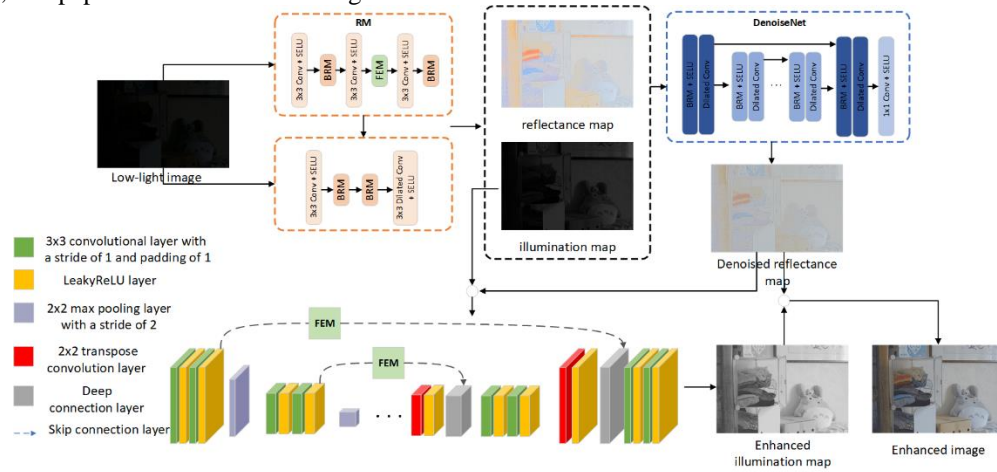 RM
3x3 Conv + SELU
BRM
3x3 Conv + SELU
FEM
3x3 Conv + SELU
BRM
3x3 Conv + SELU
BRM
BRM
3x3 Dilated Conv
+ SELU
Low-light image
reflectance map
illumination map
DenoiseNet
BRM + SELU
Dilated Conv
BRM + SELU
Dilated Conv
...
BRM + SELU
Dilated Conv
BRM + SELU
Dilated Conv
1x1 Conv + SELU
Denoised reflectance
map
3x3 convolutional layer with
a stride of 1 and padding of 1
LeakyReLU layer
2x2 max pooling layer
with a stride of 2
2x2 transpose
convolution layer
Deep
connection layer
Skip connection layer
FEM
FEM
...
Enhanced
illumination map
Enhanced image